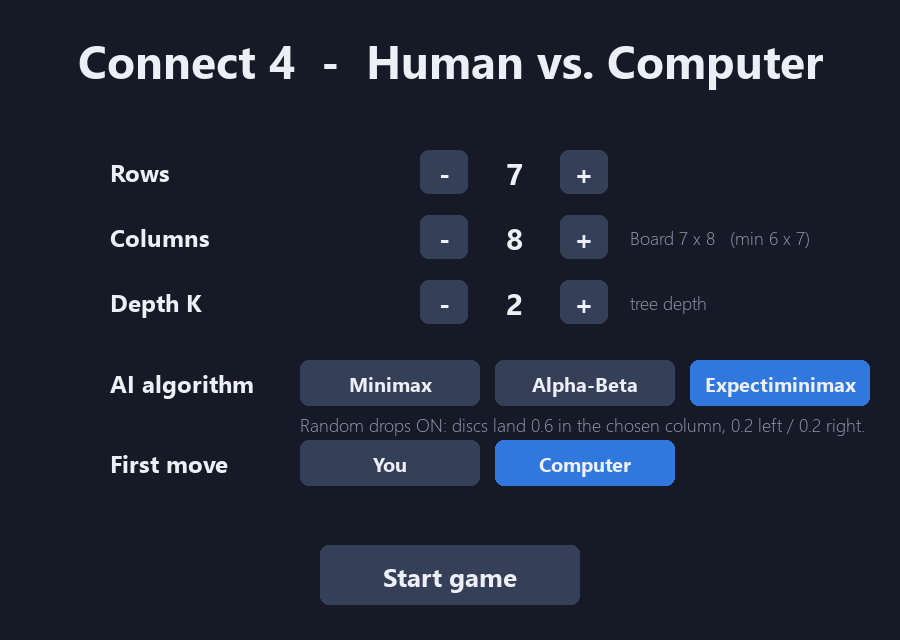 Connect 4 - Human vs. Computer
Rows - 7 +
Columns - 8 + Board 7 x 8 (min 6 x 7)
Depth K - 2 + tree depth
AI algorithm Minimax Alpha-Beta Expectiminimax
Random drops ON: discs land 0.6 in the chosen column, 0.2 left / 0.2 right.
First move You Computer
Start game